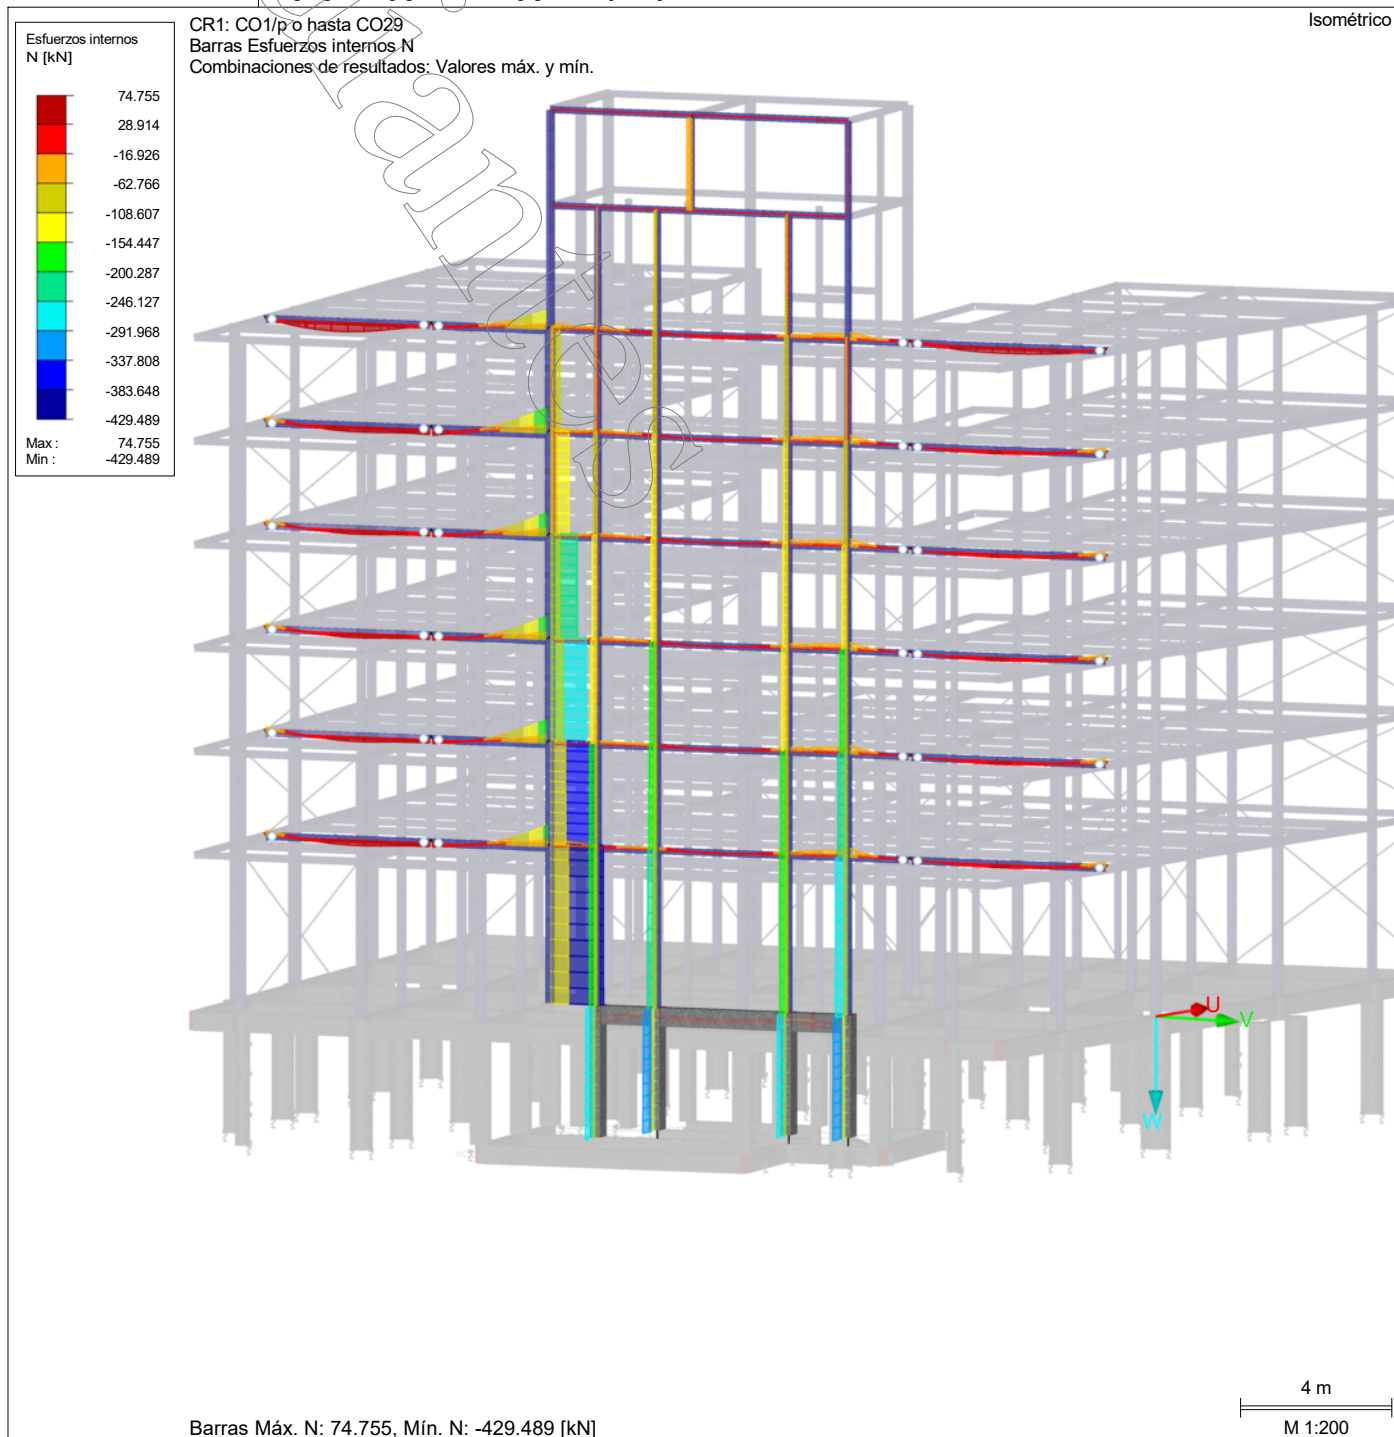 CR1: CO1/p o hasta CO29
Barras Esfuerzos internos N
Combinaciones de resultados: Valores máx. y mín.
Isométrico
Esfuerzos internos
N [kN]
74.755
28.914
-16.926
-62.766
-108.607
-154.447
-200.287
-246.127
-291.968
-337.808
-383.648
-429.489
Max : 74.755
Min : -429.489
U
V
W
4 m
M 1:200
Barras Máx. N: 74.755, Mín. N: -429.489 [kN]